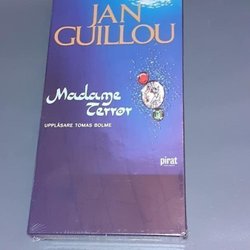 JAN
GUILLOU
Madame
Terror
UPPLÄSARE TOMAS BOLME
pirat